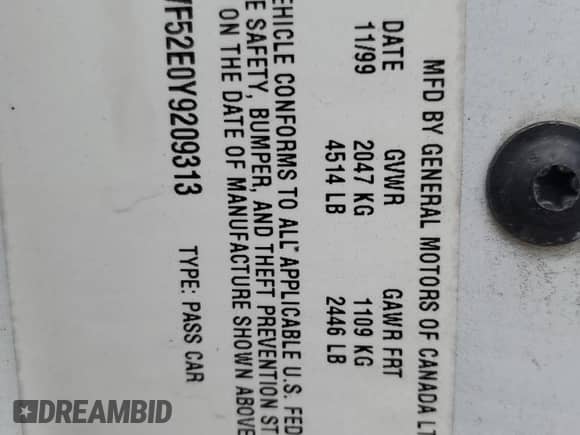 MFD BY GENERAL MOTORS OF CANADA LT
DATE GVWR GAWR FRT
11/99 2047 KG 1109 KG
4514 LB 2446 LB
EHICLE CONFORMS TO ALL APPLICABLE U.S. FED
E SAFETY, BUMPER, AND THEFT PREVENTION ST
ON THE DATE OF MANUFACTURE SHOWN ABOVE
F52E0Y9209313 TYPE: PASS CAR
DREAMBID